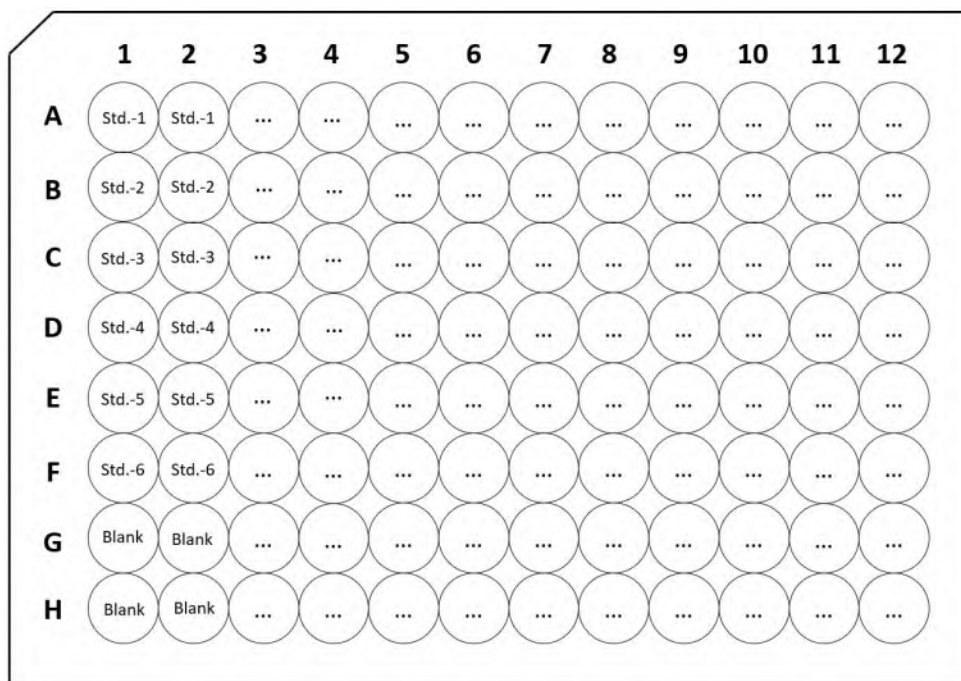 1 2 3 4 5 6 7 8 9 10 11 12
A Std.-1 Std.-1 ... ... ... ... ... ... ... ... ... ...
B Std.-2 Std.-2 ... ... ... ... ... ... ... ... ... ...
C Std.-3 Std.-3 ... ... ... ... ... ... ... ... ... ...
D Std.-4 Std.-4 ... ... ... ... ... ... ... ... ... ...
E Std.-5 Std.-5 ... ... ... ... ... ... ... ... ... ...
F Std.-6 Std.-6 ... ... ... ... ... ... ... ... ... ...
G Blank Blank ... ... ... ... ... ... ... ... ... ...
H Blank Blank ... ... ... ... ... ... ... ... ... ...